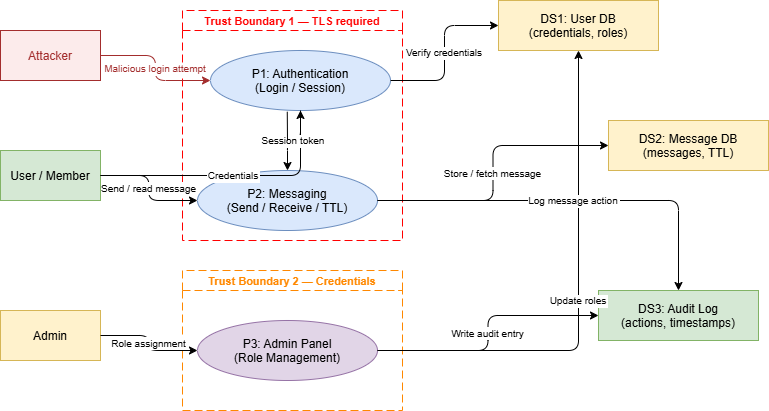 Trust Boundary 1 — TLS required
DS1: User DB
(credentials, roles)
Attacker
Malicious login attempt
P1: Authentication
(Login / Session)
Verify credentials
Session token
DS2: Message DB
(messages, TTL)
User / Member
Credentials
Send / read message
P2: Messaging
(Send / Receive / TTL)
Store / fetch message
Log message action
Trust Boundary 2 — Credentials
Update roles
DS3: Audit Log
(actions, timestamps)
Admin
Role assignment
P3: Admin Panel
(Role Management)
Write audit entry